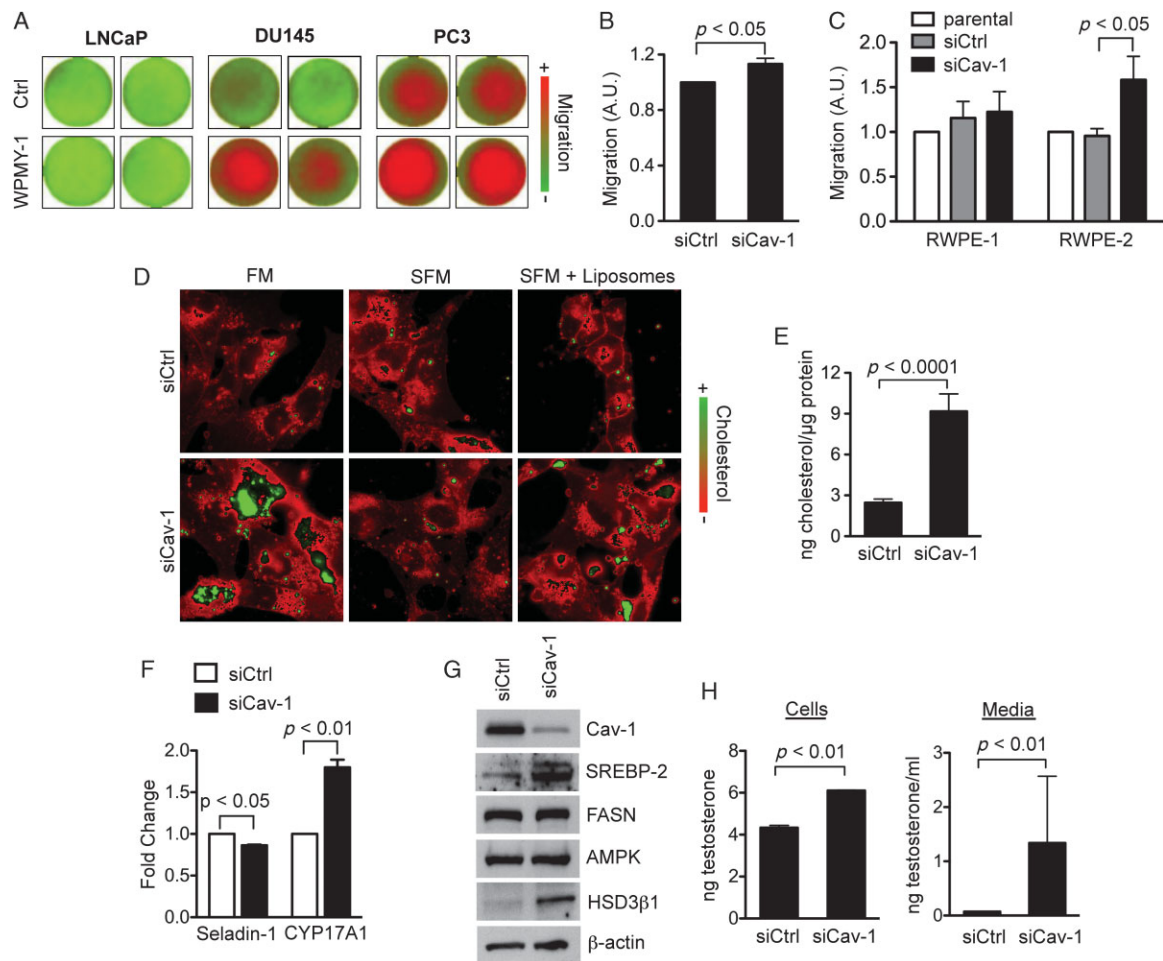 A
LNCaP
DU145
PC3
Ctrl
WPMY-1
+
Migration
-
B
p < 0.05
Migration (A.U.)
1.2
0.8
0.4
0.0
siCtrl
siCav-1
C
parental
siCtrl
siCav-1
p < 0.05
Migration (A.U.)
2.0
1.5
1.0
0.5
0.0
RWPE-1
RWPE-2
D
FM
SFM
SFM + Liposomes
siCtrl
siCav-1
+
Cholesterol
-
E
p < 0.0001
ng cholesterol/µg protein
12
9
6
3
0
siCtrl
siCav-1
F
siCtrl
siCav-1
p < 0.01
p < 0.05
Fold Change
2.0
1.5
1.0
0.5
0.0
Seladin-1
CYP17A1
G
siCtrl
siCav-1
Cav-1
SREBP-2
FASN
AMPK
HSD3β1
β-actin
H
Cells
p < 0.01
ng testosterone
8
6
4
2
0
siCtrl
siCav-1
Media
p < 0.01
ng testosterone/ml
3
2
1
0
siCtrl
siCav-1